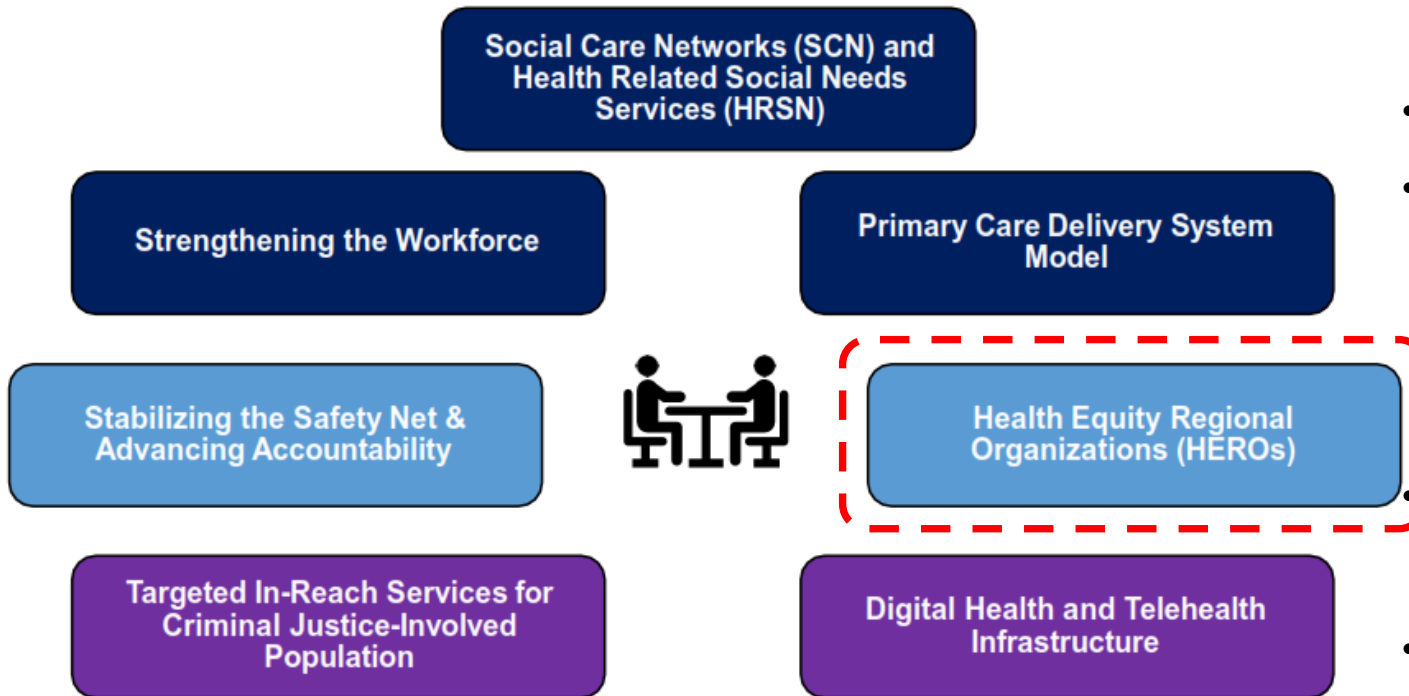 Social Care Networks (SCN) and
Health Related Social Needs
Services (HRSN)
Strengthening the Workforce
Primary Care Delivery System
Model
Stabilizing the Safety Net &
Advancing Accountability
Health Equity Regional
Organizations (HEROs)
Targeted In-Reach Services for
Criminal Justice-Involved
Population
Digital Health and Telehealth
Infrastructure